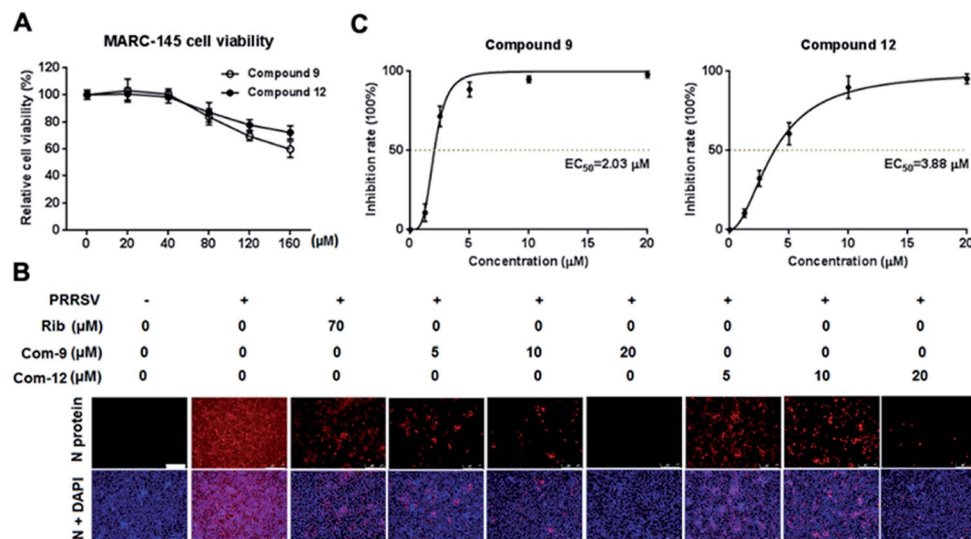 A
MARC-145 cell viability
Relative cell viability (%)
120
100
80
60
40
20
0
Compound 9
Compound 12
0 20 40 80 120 160 (μM)
C
Compound 9
Inhibition rate (100%)
100
50
0
EC50=2.03 μM
0 5 10 15 20
Concentration (μM)
Compound 12
Inhibition rate (100%)
100
50
0
EC50=3.88 μM
0 5 10 15 20
Concentration (μM)
B
PRRSV - + + + + + + + +
Rib (μM) 0 0 70 0 0 0 0 0 0
Com-9 (μM) 0 0 0 5 10 20 0 0 0
Com-12 (μM) 0 0 0 0 0 0 5 10 20
N protein
N + DAPI